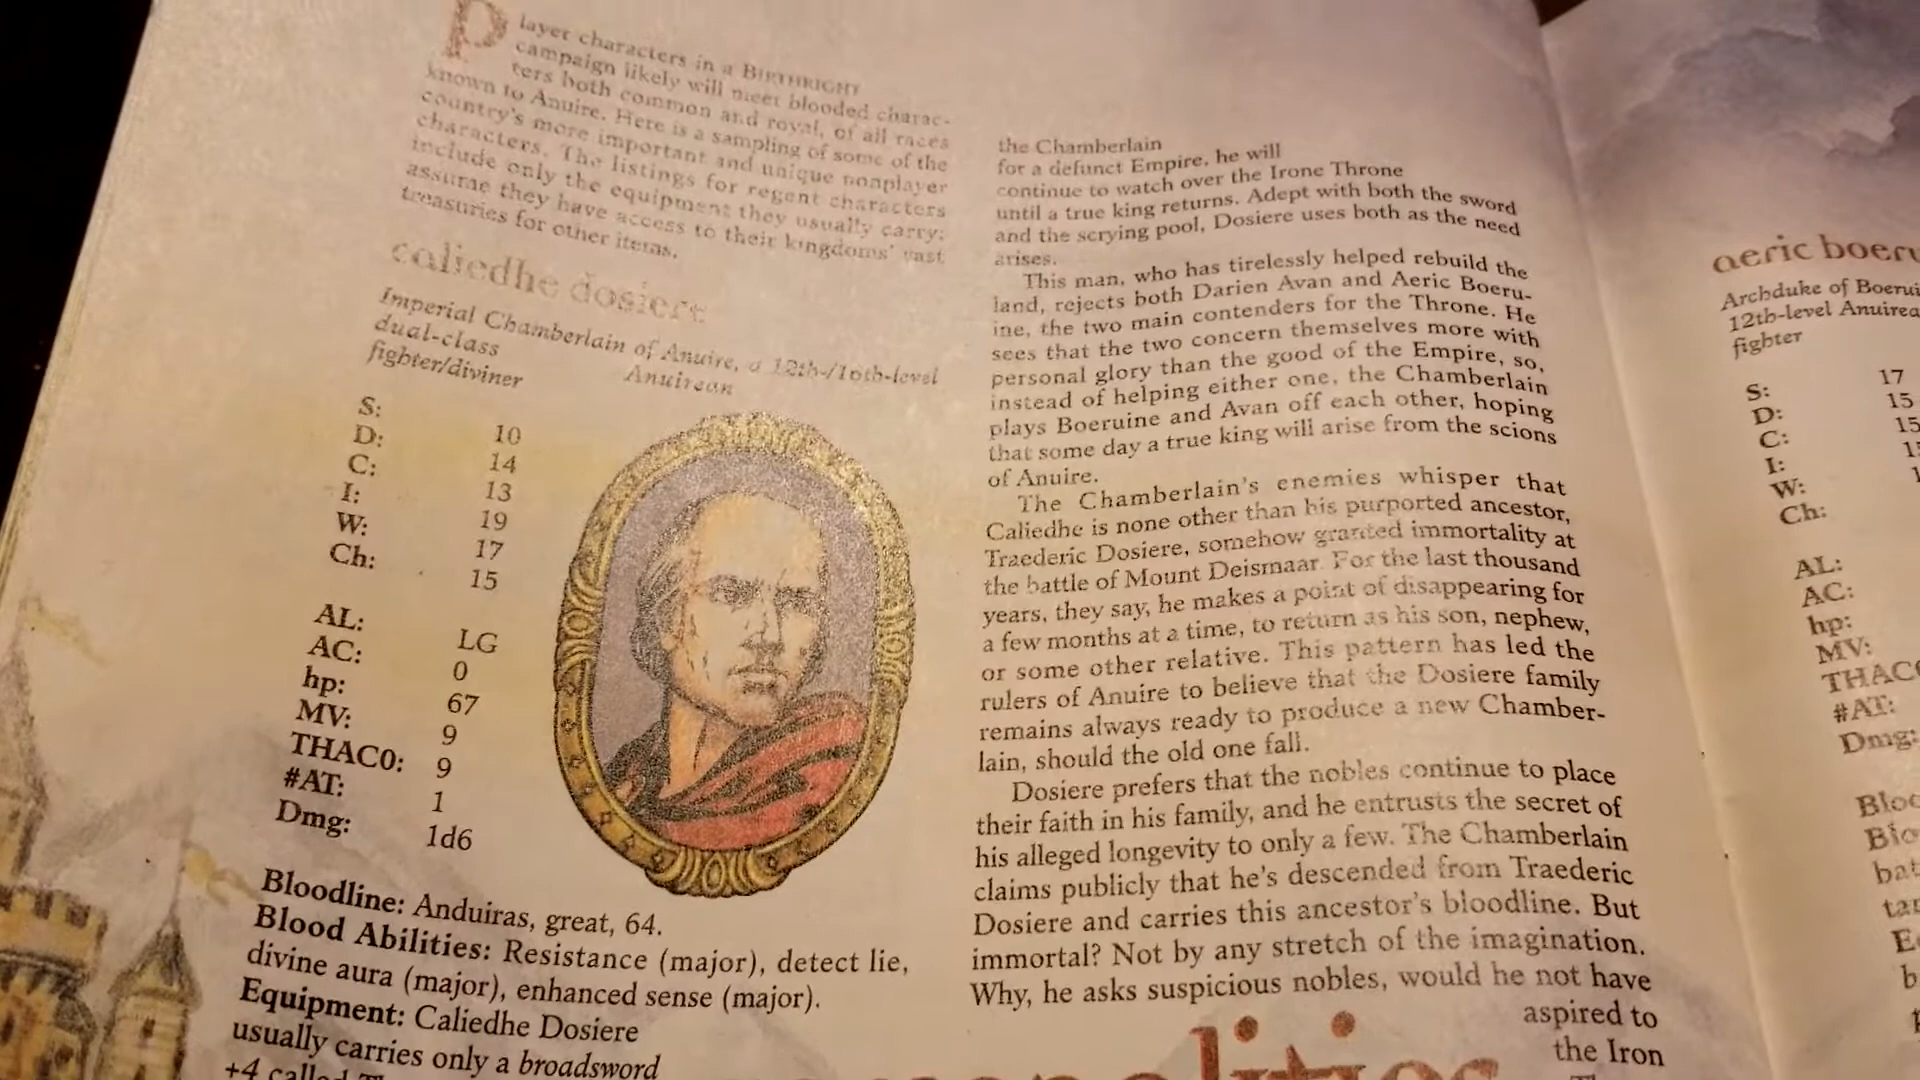 Player characters in a BIRTHRIGHT
campaign likely will meet blooded charac-
ters both common and royal, of all races
known to Anuire. Here is a sampling of some of the
country's more important and unique nonplayer
characters. The listings for regent characters
include only the equipment they usually carry;
assume they have access to their kingdoms' vast
treasuries for other items.
caliedhe dosiere
Imperial Chamberlain of Anuire, a 12th-/16th-level
dual-class Anuirean
fighter/diviner
S: 10
D: 14
C: 13
I: 19
W: 17
Ch: 15
AL: LG
AC: 0
hp: 67
MV: 9
THAC0: 9
#AT: 1
Dmg: 1d6
Bloodline: Anduiras, great, 64.
Blood Abilities: Resistance (major), detect lie,
divine aura (major), enhanced sense (major).
Equipment: Caliedhe Dosiere
usually carries only a broadsword
+4 called
the Chamberlain
for a defunct Empire, he will
continue to watch over the Irone Throne
until a true king returns. Adept with both the sword
and the scrying pool, Dosiere uses both as the need
arises.
This man, who has tirelessly helped rebuild the
land, rejects both Darien Avan and Aeric Boeru-
ine, the two main contenders for the Throne. He
sees that the two concern themselves more with
personal glory than the good of the Empire, so,
instead of helping either one, the Chamberlain
plays Boeruine and Avan off each other, hoping
that some day a true king will arise from the scions
of Anuire.
The Chamberlain's enemies whisper that
Caliedhe is none other than his purported ancestor,
Traederic Dosiere, somehow granted immortality at
the battle of Mount Deismaar. For the last thousand
years, they say, he makes a point of disappearing for
a few months at a time, to return as his son, nephew,
or some other relative. This pattern has led the
rulers of Anuire to believe that the Dosiere family
remains always ready to produce a new Chamber-
lain, should the old one fall.
Dosiere prefers that the nobles continue to place
their faith in his family, and he entrusts the secret of
his alleged longevity to only a few. The Chamberlain
claims publicly that he's descended from Traederic
Dosiere and carries this ancestor's bloodline. But
immortal? Not by any stretch of the imagination.
Why, he asks suspicious nobles, would he not have
aspired to
the Iron
aeric
Archduke of
12th-level
fighter
S: 17
D: 15
C:
I:
W:
Ch:
AL:
AC:
hp:
MV:
#AT:
Dmg: